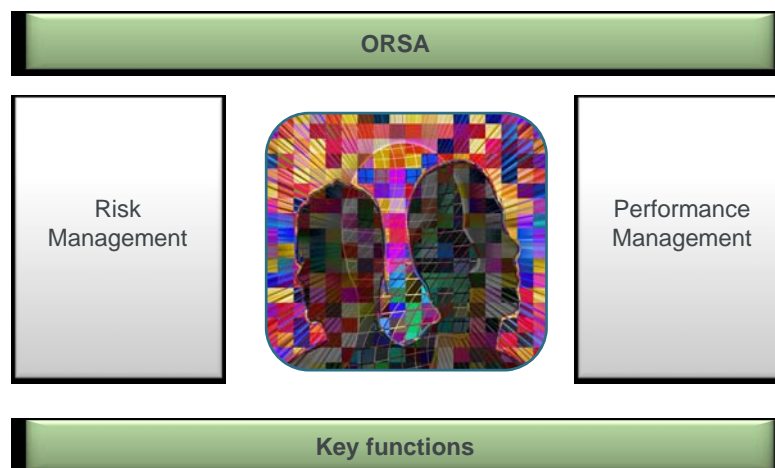 ORSA
Risk
Management
Performance
Management
Key functions